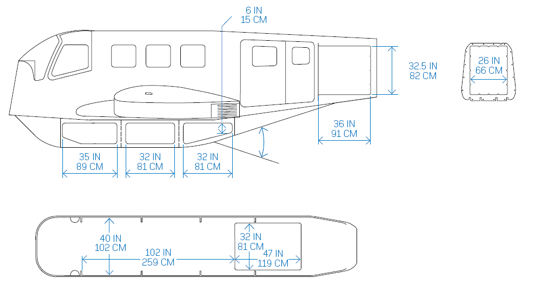 6 IN
15 CM
32.5 IN
82 CM
26 IN
66 CM
36 IN
91 CM
35 IN
89 CM
32 IN
81 CM
32 IN
81 CM
40 IN
102 CM
102 IN
259 CM
32 IN
81 CM
47 IN
119 CM